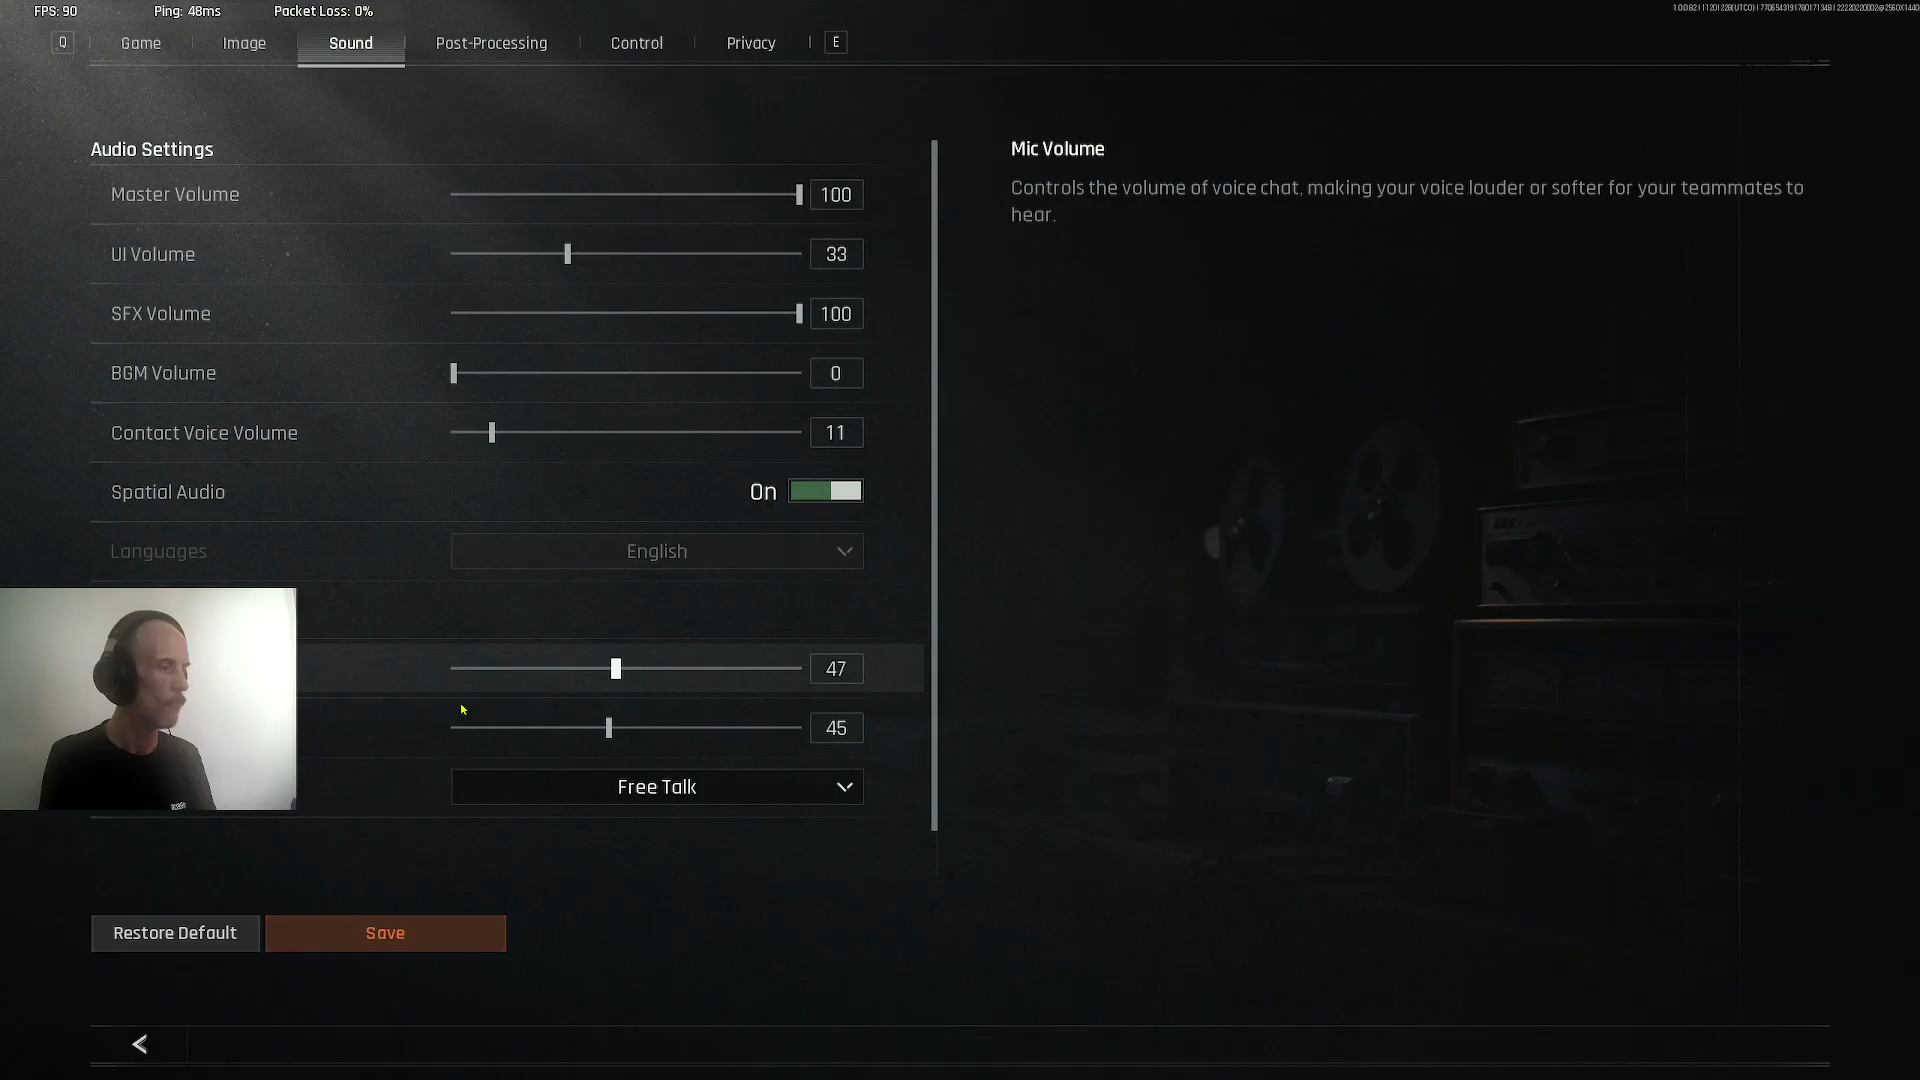 FPS: 90 Ping: 48ms Packet Loss: 0%
Q Game Image Sound Post-Processing Control Privacy E
Audio Settings
Master Volume 100
UI Volume 33
SFX Volume 100
BGM Volume 0
Contact Voice Volume 11
Spatial Audio On
Languages English
47
45
Free Talk
Restore Default Save
Mic Volume
Controls the volume of voice chat, making your voice louder or softer for your teammates to
hear.